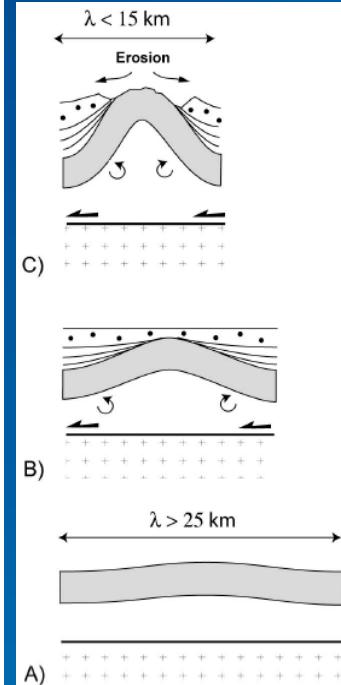 λ < 15 km
Erosion
C)
B)
λ > 25 km
A)